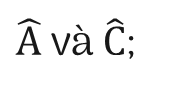 Â và Ĉ;